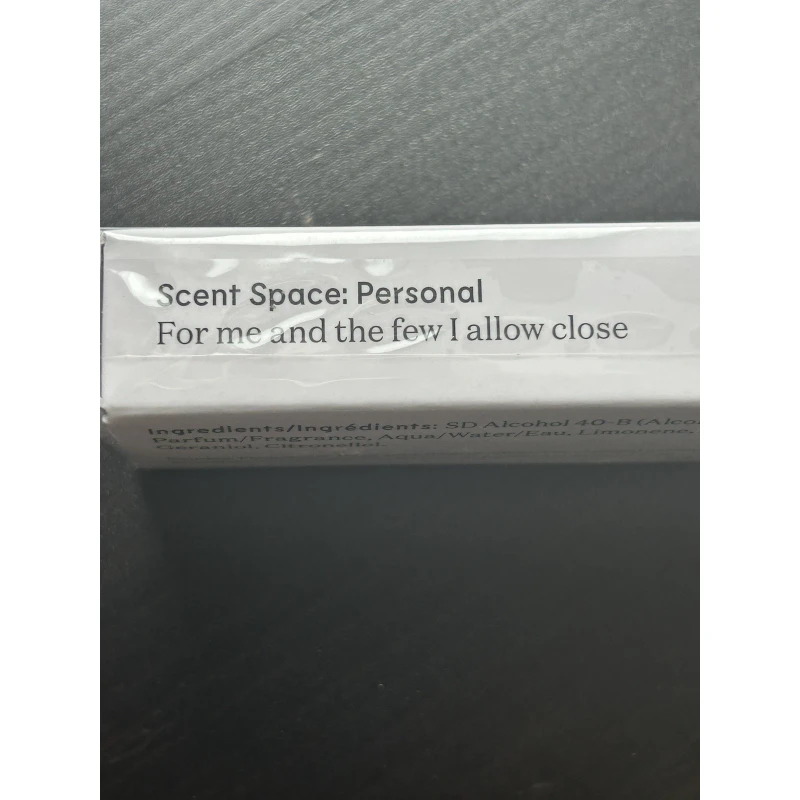 Scent Space: Personal
For me and the few I allow close
Ingredients/Ingrédients: SD Alcohol 40-B (Alco
Parfum/Fragrance, Aqua/Water/Eau, Limonene,
Geraniol, Citronellol.